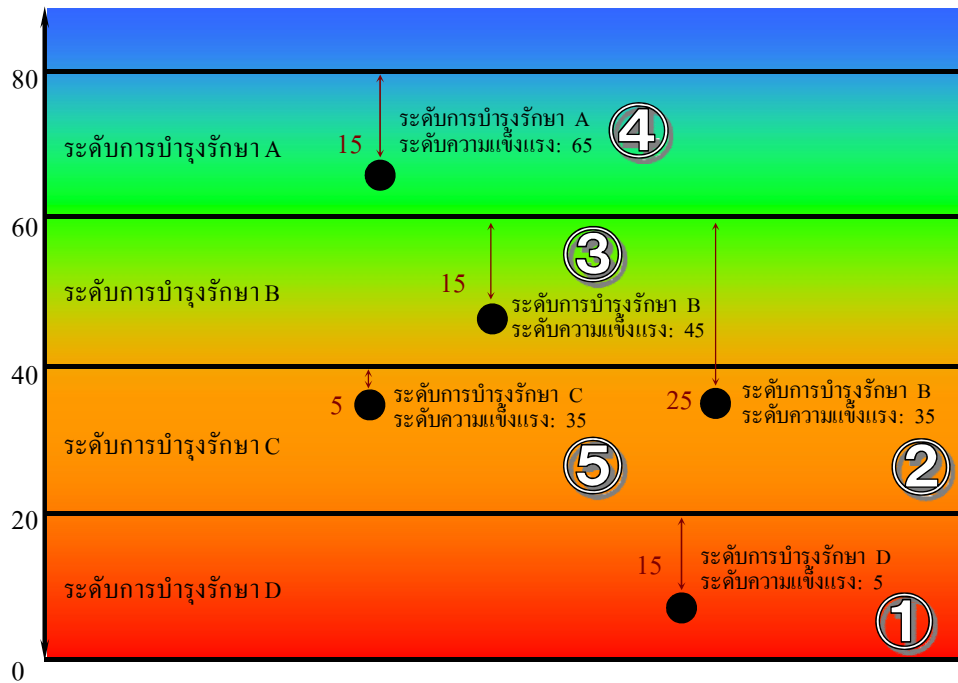 80
ระดับการบำรุงรักษา A
ระดับความแข็งแรง: 65
④
15
ระดับการบำรุงรักษา A
60
③
15
ระดับการบำรุงรักษา B
ระดับการบำรุงรักษา B
ระดับความแข็งแรง: 45
40
5
ระดับการบำรุงรักษา C
ระดับความแข็งแรง: 35
25
ระดับการบำรุงรักษา B
ระดับความแข็งแรง: 35
ระดับการบำรุงรักษา C
⑤
②
20
15
ระดับการบำรุงรักษา D
ระดับความแข็งแรง: 5
ระดับการบำรุงรักษา D
①
0